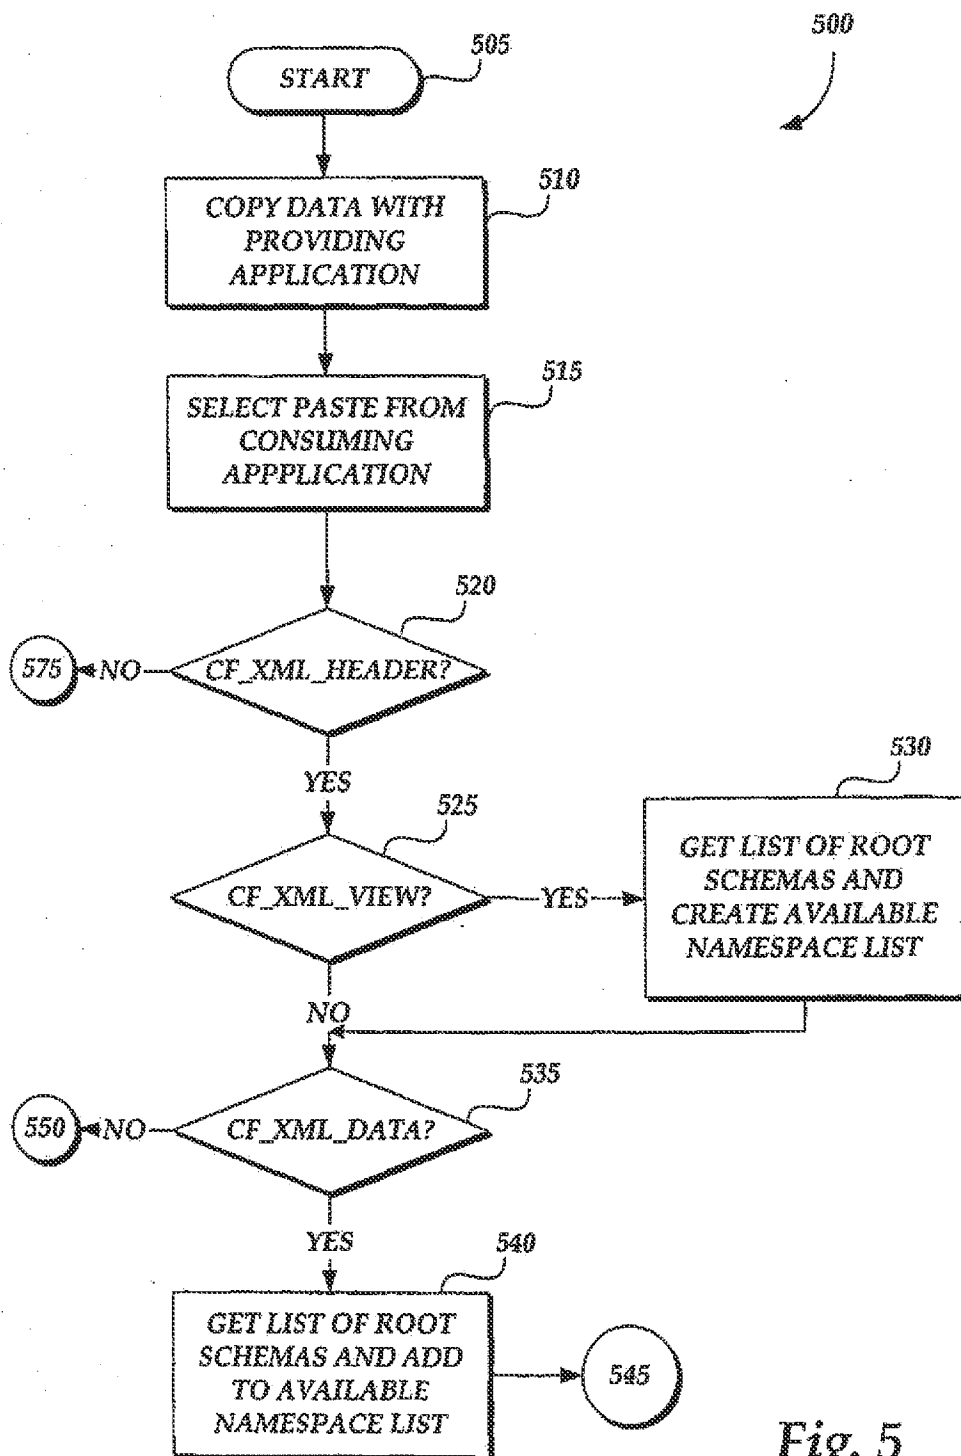 500
505
START
510
COPY DATA WITH
PROVIDING
APPLICATION
515
SELECT PASTE FROM
CONSUMING
APPPLICATION
520
CF_XML_HEADER?
NO
575
YES
525
CF_XML_VIEW?
YES
530
GET LIST OF ROOT
SCHEMAS AND
CREATE AVAILABLE
NAMESPACE LIST
NO
535
CF_XML_DATA?
NO
550
YES
540
GET LIST OF ROOT
SCHEMAS AND ADD
TO AVAILABLE
NAMESPACE LIST
545
Fig. 5